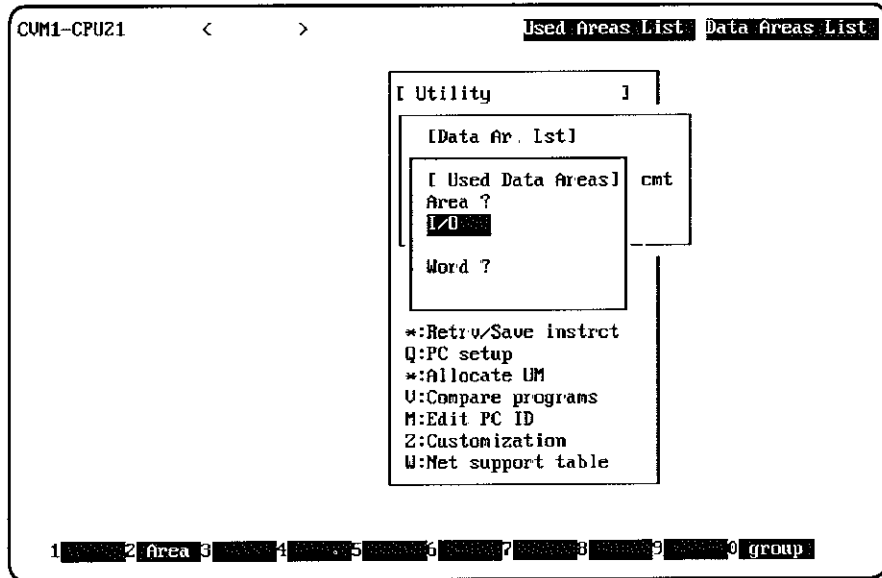 CVM1-CPU21 < > Used Areas List Data Areas List
[ Utility ]
[Data Ar. lst]
[ Used Data Areas] cmt
Area ?
I/O
Word ?
*:Retrv/Save instrct
Q:PC setup
*:Allocate UM
V:Compare programs
M:Edit PC ID
Z:Customization
W:Net support table
1 2 Area 3 4 5 6 7 8 9 0 group